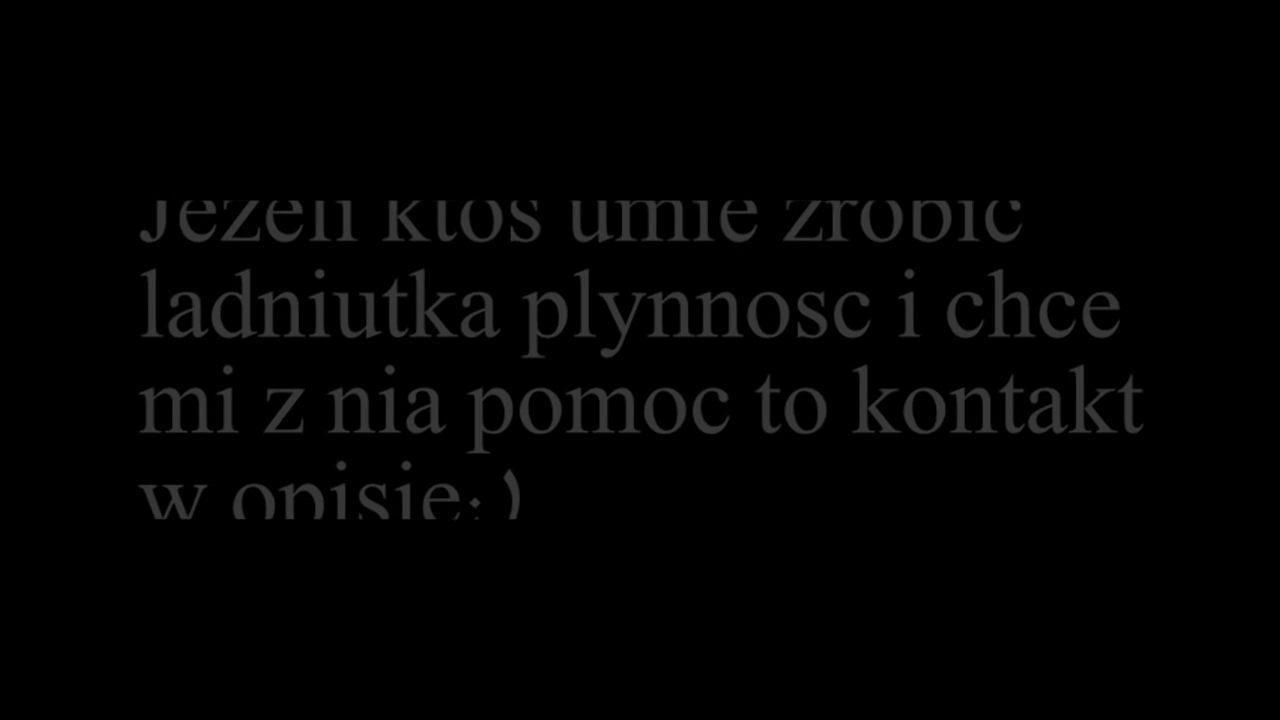 Jezeli ktos umie zrobic
ladniutka plynnosc i chce
mi z nia pomoc to kontakt
w opisie;)